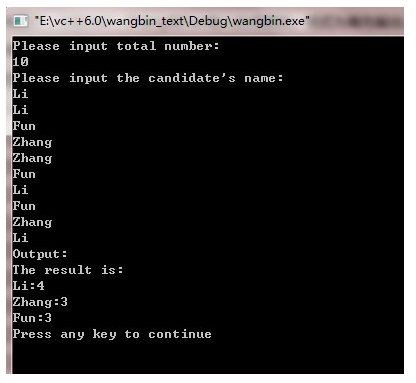 "E:\vc++6.0\wangbin_text\Debug\wangbin.exe"
Please input total number:
10
Please input the candidate's name:
Li
Li
Fun
Zhang
Zhang
Fun
Li
Fun
Zhang
Li
Output:
The result is:
Li:4
Zhang:3
Fun:3
Press any key to continue